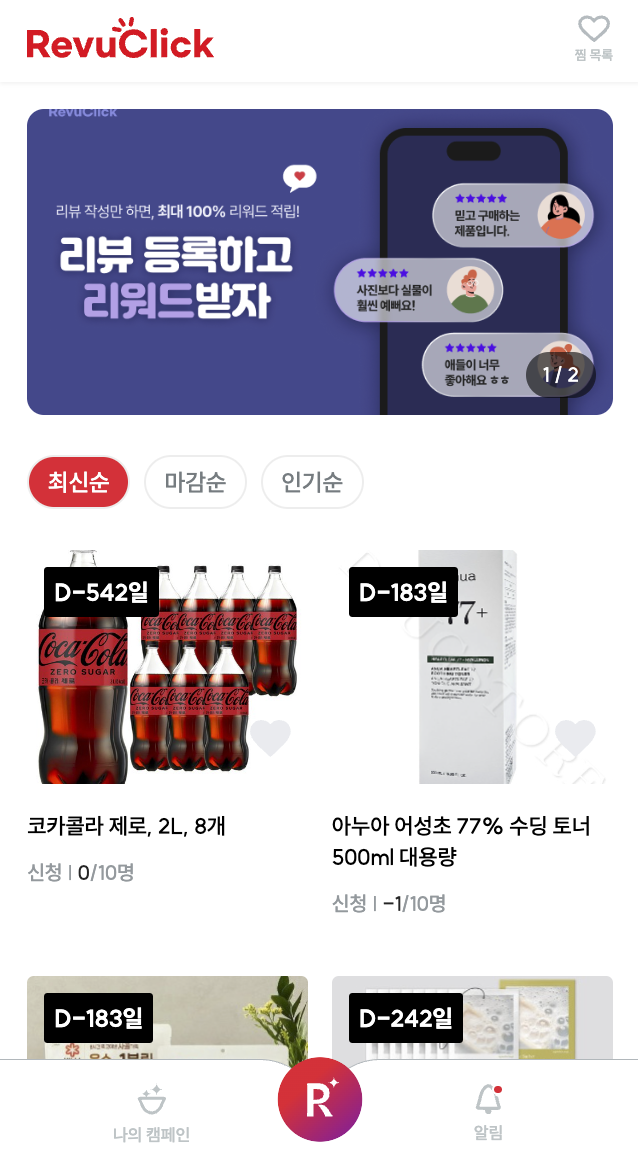 RevuClick
찜 목록
RevuClick
리뷰 작성만 하면, 최대 100% 리워드 적립!
리뷰 등록하고
리워드받자
믿고 구매하는
제품입니다.
사진보다 실물이
훨씬 예뻐요!
애들이 너무
좋아해요 ㅎㅎ
1 / 2
최신순
마감순
인기순
D-542일
Coca-Cola
ZERO SUGAR
D-183일
77+
코카콜라 제로, 2L, 8개
신청 | 0/10명
아누아 어성초 77% 수딩 토너
500ml 대용량
신청 | -1/10명
D-183일
D-242일
나의 캠페인
R
알림